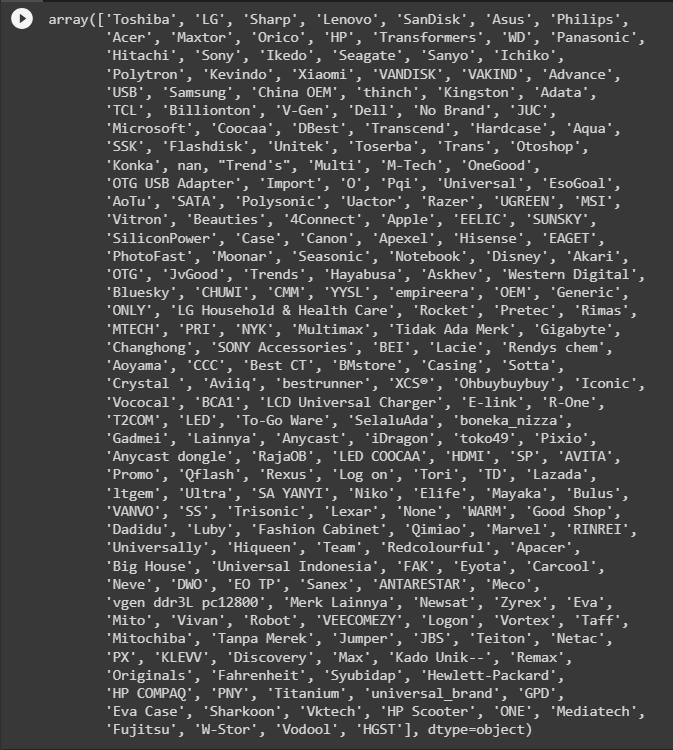 array(['Toshiba', 'LG', 'Sharp', 'Lenovo', 'SanDisk', 'Asus', 'Philips',
'Acer', 'Maxtor', 'Orico', 'HP', 'Transformers', 'WD', 'Panasonic',
'Hitachi', 'Sony', 'Ikedo', 'Seagate', 'Sanyo', 'Ichiko',
'Polytron', 'Kevindo', 'Xiaomi', 'VANDISK', 'VAKIND', 'Advance',
'USB', 'Samsung', 'China OEM', 'thinch', 'Kingston', 'Adata',
'TCL', 'Billionton', 'V-Gen', 'Dell', 'No Brand', 'JUC',
'Microsoft', 'Coocaa', 'DBest', 'Transcend', 'Hardcase', 'Aqua',
'SSK', 'Flashdisk', 'Unitek', 'Toserba', 'Trans', 'Otoshop',
'Konka', nan, "Trend's", 'Multi', 'M-Tech', 'OneGood',
'OTG USB Adapter', 'Import', 'O', 'Pqi', 'Universal', 'EsoGoal',
'AoTu', 'SATA', 'Polysonic', 'Uactor', 'Razer', 'UGREEN', 'MSI',
'Vitron', 'Beauties', '4Connect', 'Apple', 'EELIC', 'SUNSKY',
'SiliconPower', 'Case', 'Canon', 'Apexel', 'Hisense', 'EAGET',
'PhotoFast', 'Moonar', 'Seasonic', 'Notebook', 'Disney', 'Akari',
'OTG', 'JvGood', 'Trends', 'Hayabusa', 'Askhev', 'Western Digital',
'Bluesky', 'CHUWI', 'CMM', 'YYSL', 'empireera', 'OEM', 'Generic',
'ONLY', 'LG Household & Health Care', 'Rocket', 'Pretec', 'Rimas',
'MTECH', 'PRI', 'NYK', 'Multimax', 'Tidak Ada Merk', 'Gigabyte',
'Changhong', 'SONY Accessories', 'BEI', 'Lacie', 'Rendys chem',
'Aoyama', 'CCC', 'Best CT', 'BMstore', 'Casing', 'Sotta',
'Crystal ', 'Aviiq', 'bestrunner', 'XCS®', 'Ohbuybuybuy', 'Iconic',
'Vococal', 'BCA1', 'LCD Universal Charger', 'E-link', 'R-One',
'T2COM', 'LED', 'To-Go Ware', 'SelaluAda', 'boneka_nizza',
'Gadmei', 'Lainnya', 'Anycast', 'iDragon', 'toko49', 'Pixio',
'Anycast dongle', 'RajaOB', 'LED COOCAA', 'HDMI', 'SP', 'AVITA',
'Promo', 'Qflash', 'Rexus', 'Log on', 'Tori', 'TD', 'Lazada',
'ltgem', 'Ultra', 'SA YANYI', 'Niko', 'Elife', 'Mayaka', 'Bulus',
'VANVO', 'SS', 'Trisonic', 'Lexar', 'None', 'WARM', 'Good Shop',
'Dadidu', 'Luby', 'Fashion Cabinet', 'Qimiao', 'Marvel', 'RINREI',
'Universally', 'Hiqueen', 'Team', 'Redcolourful', 'Apacer',
'Big House', 'Universal Indonesia', 'FAK', 'Eyota', 'Carcool',
'Neve', 'DWO', 'EO TP', 'Sanex', 'ANTARESTAR', 'Meco',
'vgen ddr3L pc12800', 'Merk Lainnya', 'Newsat', 'Zyrex', 'Eva',
'Mito', 'Vivan', 'Robot', 'VEECOMEZY', 'Logon', 'Vortex', 'Taff',
'Mitochiba', 'Tanpa Merek', 'Jumper', 'JBS', 'Teiton', 'Netac',
'PX', 'KLEVV', 'Discovery', 'Max', 'Kado Unik--', 'Remax',
'Originals', 'Fahrenheit', 'Syubidap', 'Hewlett-Packard',
'HP COMPAQ', 'PNY', 'Titanium', 'universal_brand', 'GPD',
'Eva Case', 'Sharkoon', 'Vktech', 'HP Scooter', 'ONE', 'Mediatech',
'Fujitsu', 'W-Stor', 'Vodool', 'HGST'], dtype=object)